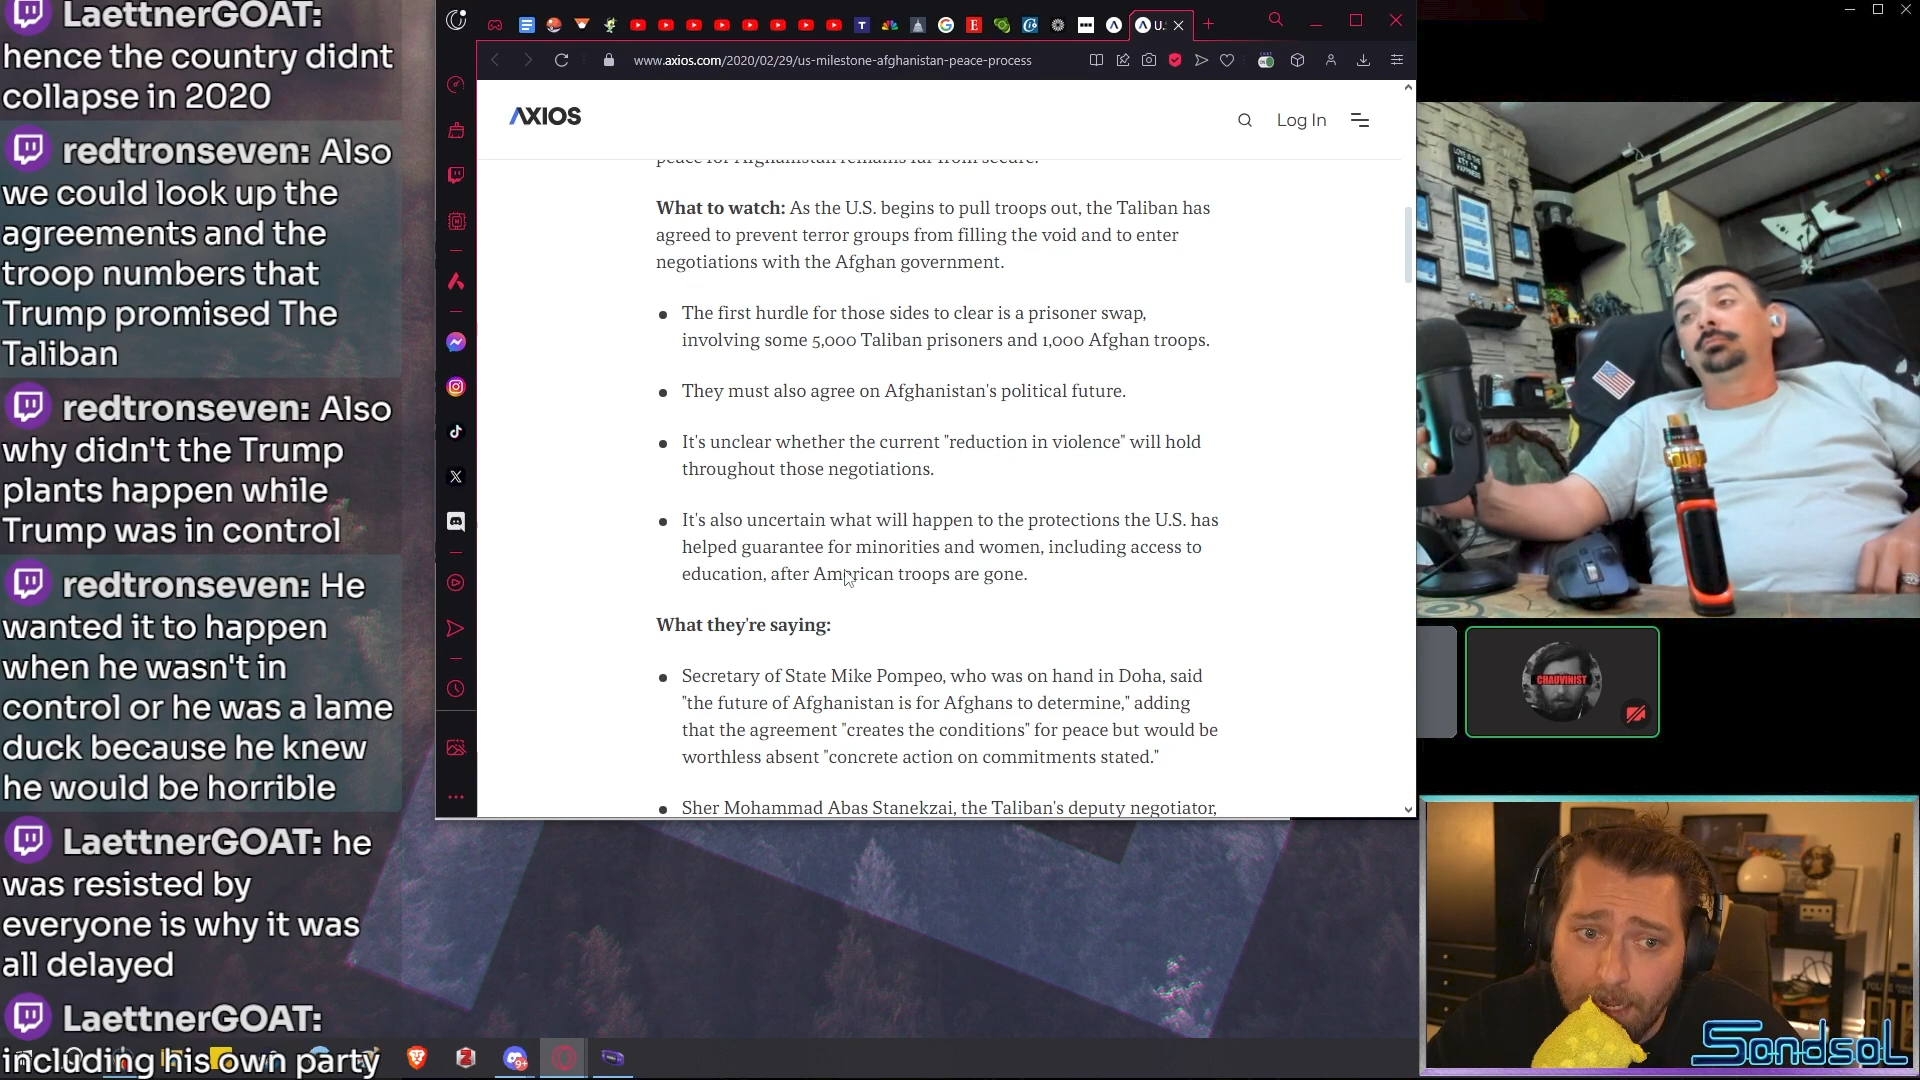 LaettnerGOAT:
hence the country didnt
collapse in 2020
redtronseven: Also
we could look up the
agreements and the
troop numbers that
Trump promised The
Taliban
redtronseven: Also
why didn't the Trump
plants happen while
Trump was in control
redtronseven: He
wanted it to happen
when he wasn't in
control or he was a lame
duck because he knew
he would be horrible
LaettnerGOAT: he
was resisted by
everyone is why it was
all delayed
LaettnerGOAT:
including his own party
U.
www.axios.com/2020/02/29/us-milestone-afghanistan-peace-process
AXIOS
Log In
peace for Afghanistan remains far from secure.
What to watch: As the U.S. begins to pull troops out, the Taliban has
agreed to prevent terror groups from filling the void and to enter
negotiations with the Afghan government.
The first hurdle for those sides to clear is a prisoner swap,
involving some 5,000 Taliban prisoners and 1,000 Afghan troops.
They must also agree on Afghanistan's political future.
It's unclear whether the current "reduction in violence" will hold
throughout those negotiations.
It's also uncertain what will happen to the protections the U.S. has
helped guarantee for minorities and women, including access to
education, after American troops are gone.
What they're saying:
Secretary of State Mike Pompeo, who was on hand in Doha, said
"the future of Afghanistan is for Afghans to determine," adding
that the agreement "creates the conditions" for peace but would be
worthless absent "concrete action on commitments stated."
Sher Mohammad Abas Stanekzai, the Taliban's deputy negotiator,
CHAUVINIST
SondsoL